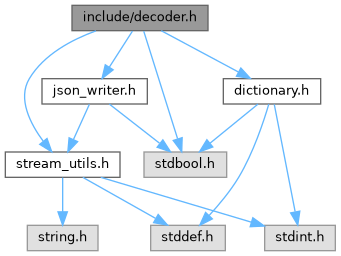 include/decoder.h
json_writer.h
dictionary.h
stream_utils.h
stdbool.h
string.h
stddef.h
stdint.h